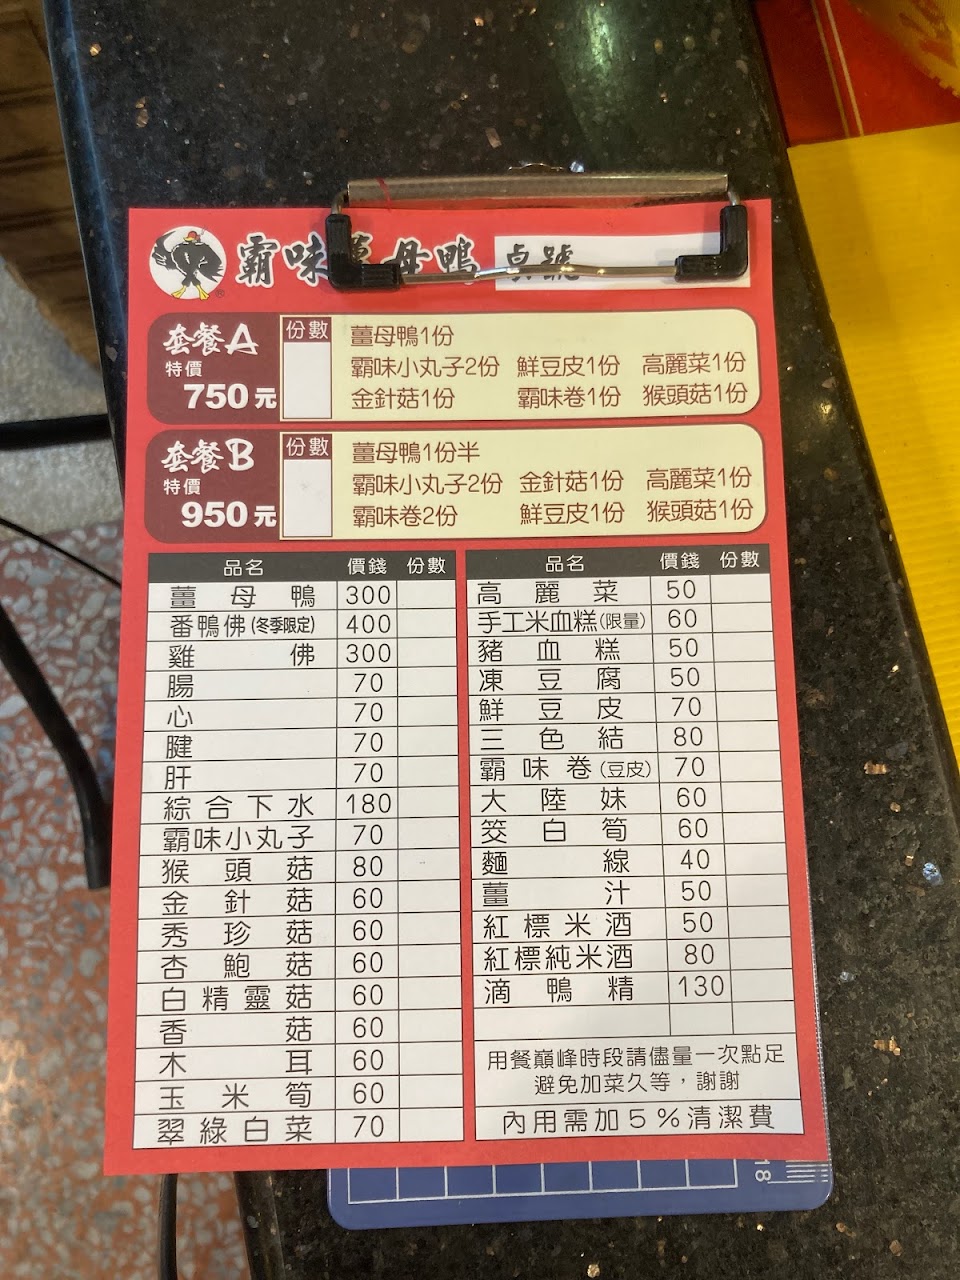 霸味薑母鴨 桌號
套餐A 份數 薑母鴨1份
特價 霸味小丸子2份 鮮豆皮1份 高麗菜1份
750元 金針菇1份 霸味卷1份 猴頭菇1份
套餐B 份數 薑母鴨1份半
特價 霸味小丸子2份 金針菇1份 高麗菜1份
950元 霸味卷2份 鮮豆皮1份 猴頭菇1份
品名 價錢 份數
薑母鴨 300
番鴨佛(冬季限定) 400
雞佛 300
腸 70
心 70
腱 70
肝 70
綜合下水 180
霸味小丸子 70
猴頭菇 80
金針菇 60
秀珍菇 60
杏鮑菇 60
白精靈菇 60
香菇 60
木耳 60
玉米筍 60
翠綠白菜 70
品名 價錢 份數
高麗菜 50
手工米血糕(限量) 60
豬血糕 50
凍豆腐 50
鮮豆皮 70
三色結 80
霸味卷(豆皮) 70
大陸妹 60
筊白筍 60
麵線 40
薑汁 50
紅標米酒 50
紅標純米酒 80
滴鴨精 130
用餐巔峰時段請儘量一次點足
避免加菜久等，謝謝
內用需加5%清潔費
18